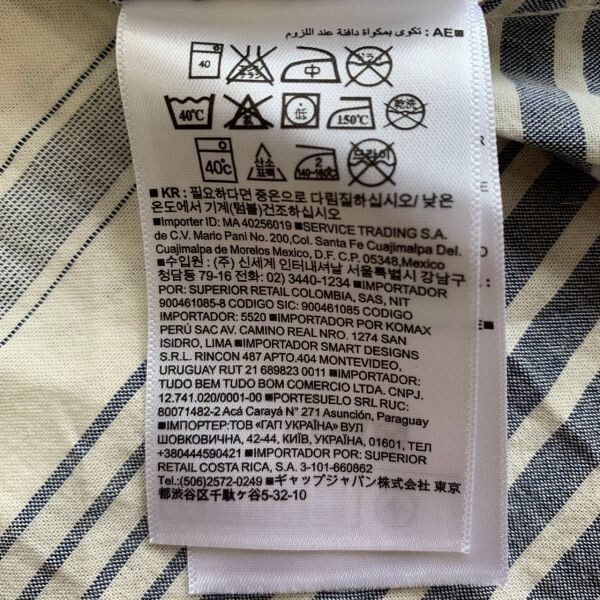 ■AE : تكوى بمكواة دافئة عند اللزوم
40 中
40℃ 低 150℃ 乾洗
40℃ 산소 표백 2 140-160℃ 드라이
■ KR : 필요하다면 중온으로 다림질하십시오/ 낮은
온도에서 기계(텀블)건조하십시오
■Importer ID: MA 40256019 ■SERVICE TRADING S.A.
de C.V. Mario Pani No. 200,Col. Santa Fe Cuajimalpa Del.
Cuajimalpa de Morelos Mexico, D.F. C.P. 05348,Mexico
■수입원 : (주) 신세계 인터내셔날 서울특별시 강남구
청담동 79-16 전화: 02) 3440-1234 ■IMPORTADOR
POR: SUPERIOR RETAIL COLOMBIA, SAS, NIT
900461085-8 CODIGO SIC: 900461085 CODIGO
IMPORTADOR: 5520 ■IMPORTADOR POR KOMAX
PERÚ SAC AV. CAMINO REAL NRO. 1274 SAN
ISIDRO, LIMA ■IMPORTADOR SMART DESIGNS
S.R.L. RINCON 487 APTO.404 MONTEVIDEO,
URUGUAY RUT 21 689823 0011 ■IMPORTADOR:
TUDO BEM TUDO BOM COMERCIO LTDA. CNPJ.
12.741.020/0001-00 ■PORTESUELO SRL RUC:
80071482-2 Acá Carayá N° 271 Asunción, Paraguay
■ІМПОРТЕР:ТОВ «ГАП УКРАЇНА» ВУЛ
ШОВКОВИЧНА, 42-44, КИЇВ, УКРАЇНА, 01601, ТЕЛ
+380444590421 ■IMPORTADOR POR: SUPERIOR
RETAIL COSTA RICA, S.A. 3-101-660862
Tel.:(506)2572-0249 ■ギャップジャパン株式会社 東京
都渋谷区千駄ヶ谷5-32-10